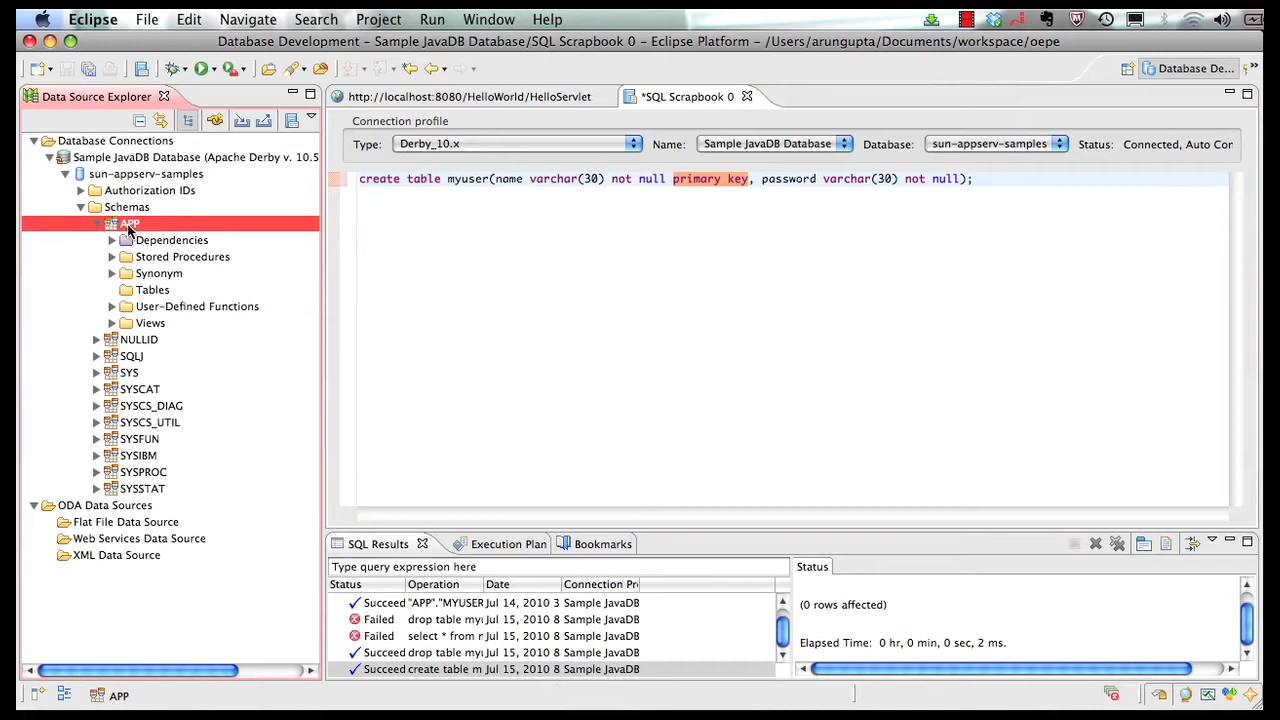 Eclipse File Edit Navigate Search Project Run Window Help
Database Development - Sample JavaDB Database/SQL Scrapbook 0 - Eclipse Platform - /Users/arungupta/Documents/workspace/oepe
Database De...
Data Source Explorer
http://localhost:8080/HelloWorld/HelloServlet
*SQL Scrapbook 0
Connection profile
Type: Derby_10.x Name: Sample JavaDB Database Database: sun-appserv-samples Status: Connected, Auto Con
create table myuser(name varchar(30) not null primary key, password varchar(30) not null);
Database Connections
Sample JavaDB Database (Apache Derby v. 10.5
sun-appserv-samples
Authorization IDs
Schemas
APP
Dependencies
Stored Procedures
Synonym
Tables
User-Defined Functions
Views
NULLID
SQLJ
SYS
SYSCAT
SYSCS_DIAG
SYSCS_UTIL
SYSFUN
SYSIBM
SYSPROC
SYSSTAT
ODA Data Sources
Flat File Data Source
Web Services Data Source
XML Data Source
SQL Results Execution Plan Bookmarks
Type query expression here
Status Operation Date Connection Pr
Succeed "APP"."MYUSER Jul 14, 2010 3 Sample JavaDB
Failed drop table my Jul 15, 2010 8 Sample JavaDB
Failed select * from Jul 15, 2010 8 Sample JavaDB
Succeed drop table my Jul 15, 2010 8 Sample JavaDB
Succeed create table m Jul 15, 2010 8 Sample JavaDB
Status
(0 rows affected)
Elapsed Time: 0 hr, 0 min, 0 sec, 2 ms.
APP